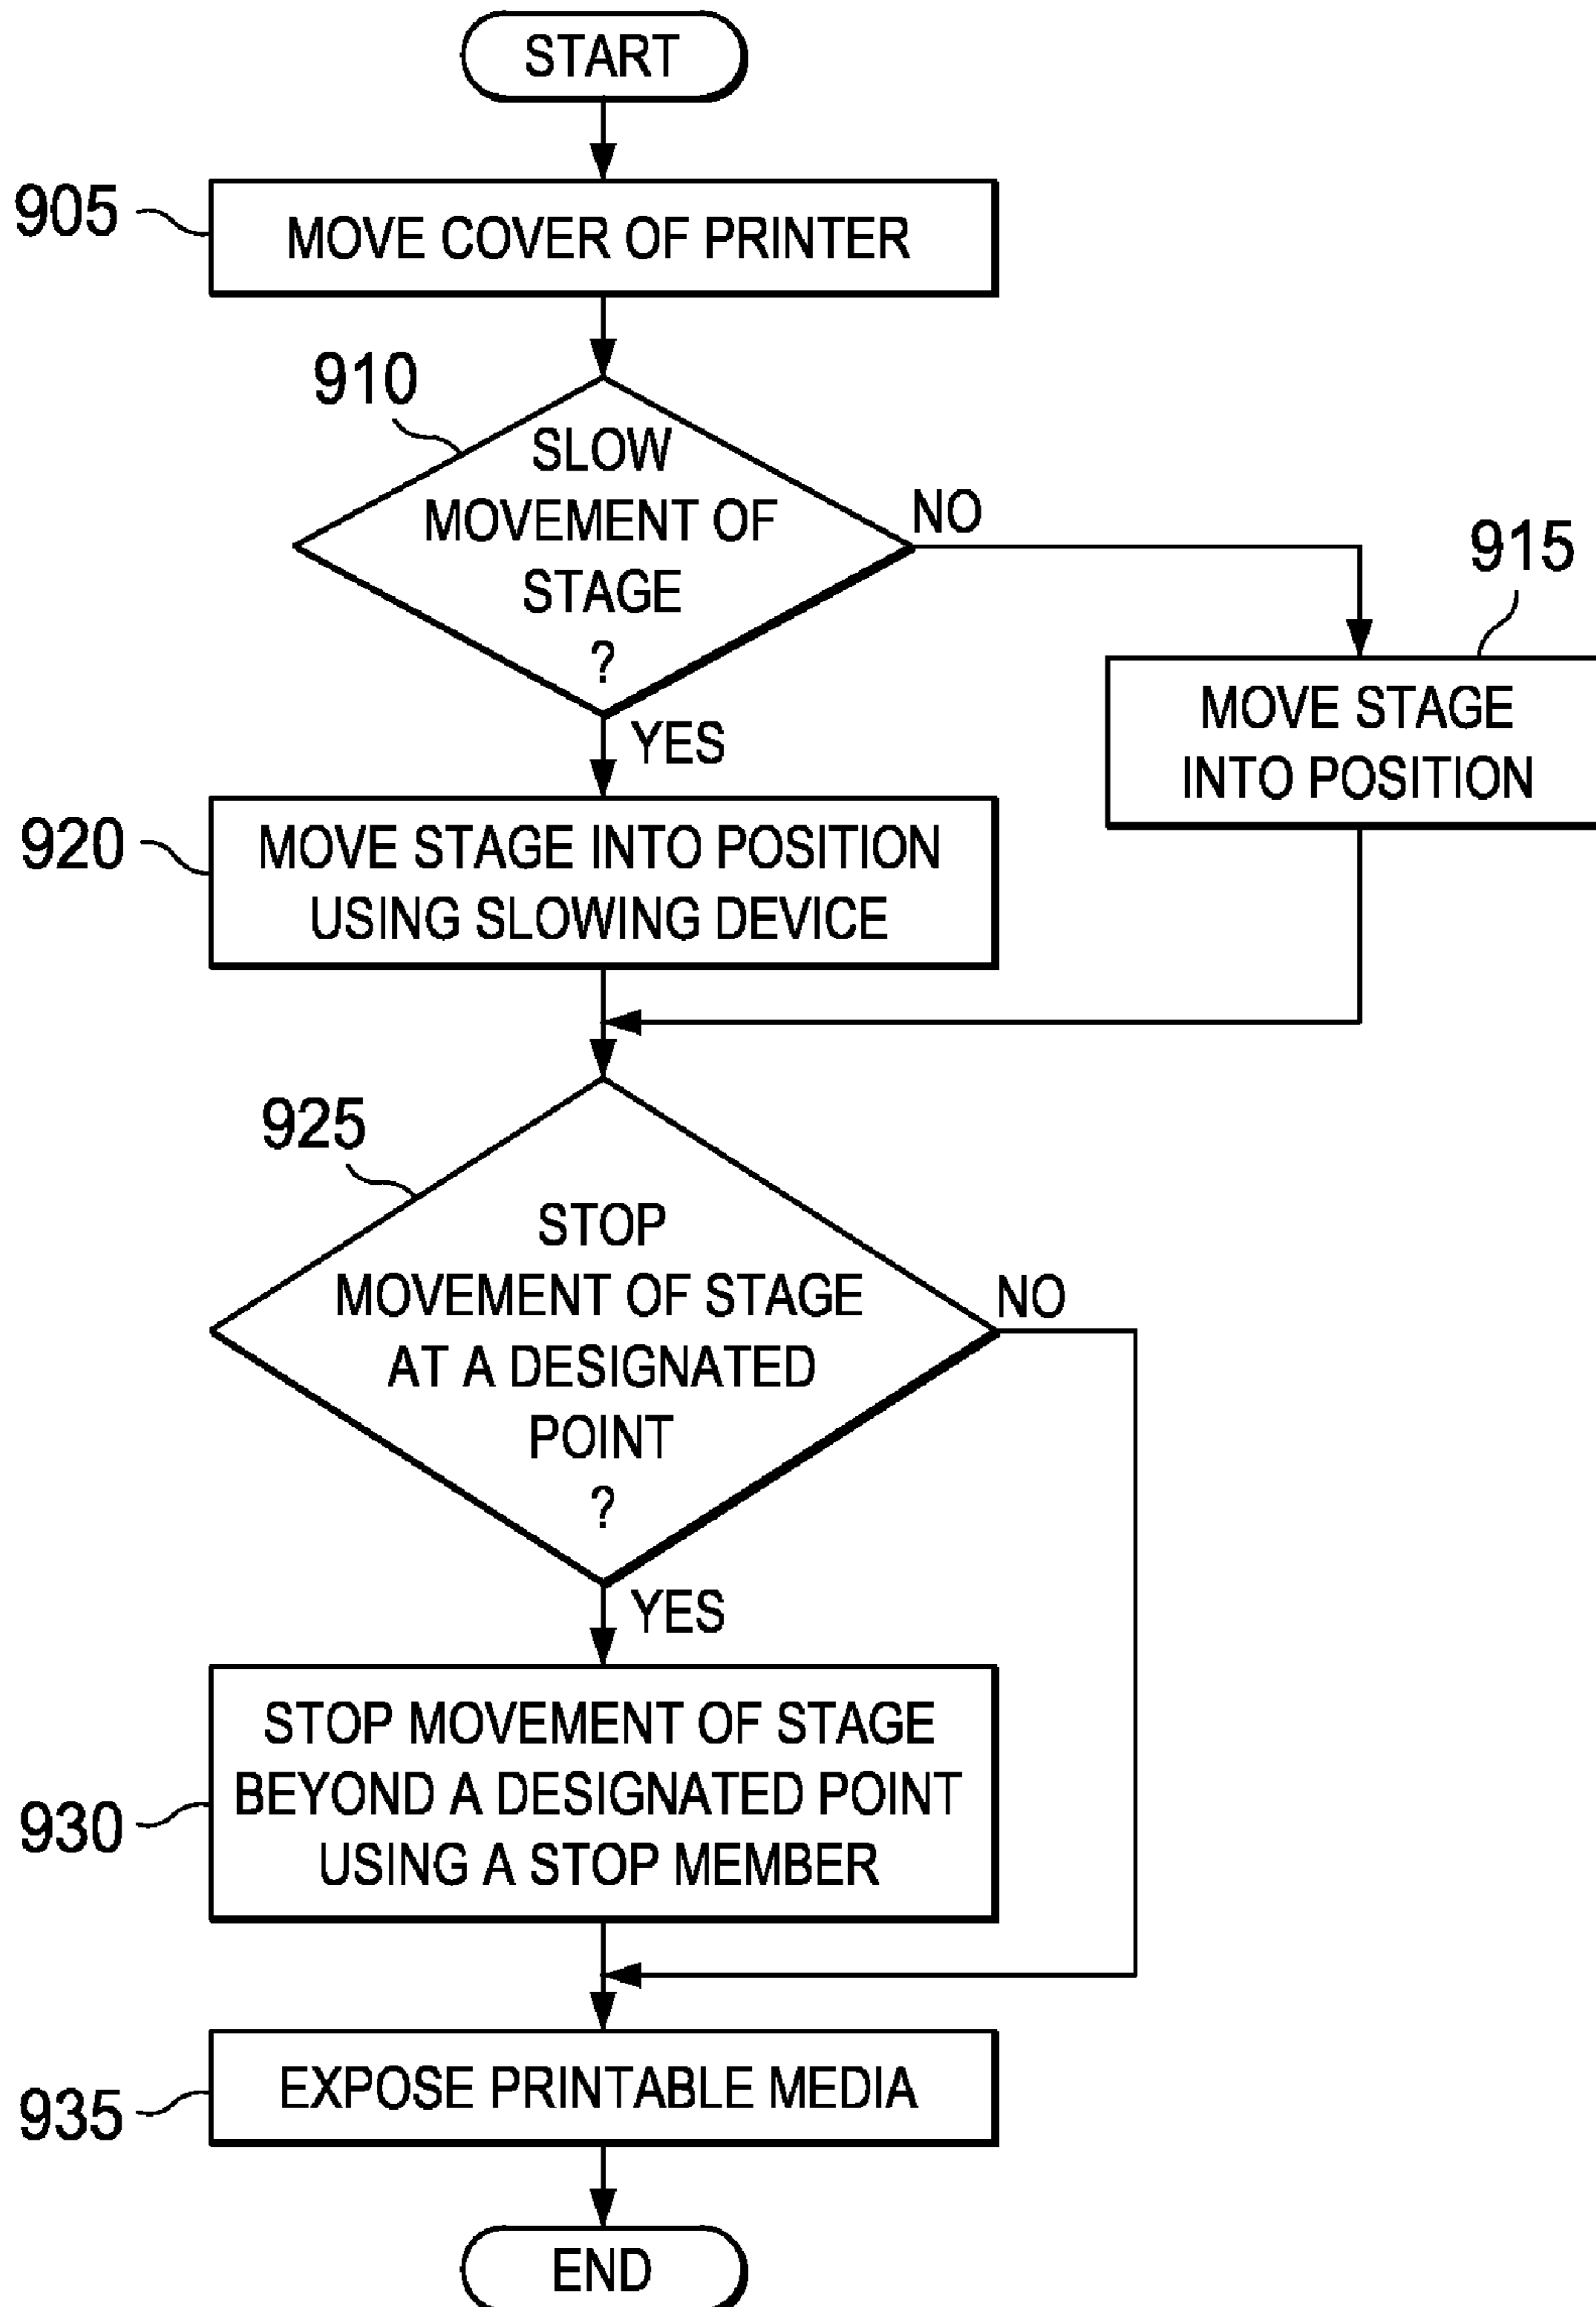 START
905
MOVE COVER OF PRINTER
910
SLOW
MOVEMENT OF
STAGE
?
NO
915
MOVE STAGE
INTO POSITION
YES
920
MOVE STAGE INTO POSITION
USING SLOWING DEVICE
925
STOP
MOVEMENT OF STAGE
AT A DESIGNATED
POINT
?
NO
YES
930
STOP MOVEMENT OF STAGE
BEYOND A DESIGNATED POINT
USING A STOP MEMBER
935
EXPOSE PRINTABLE MEDIA
END